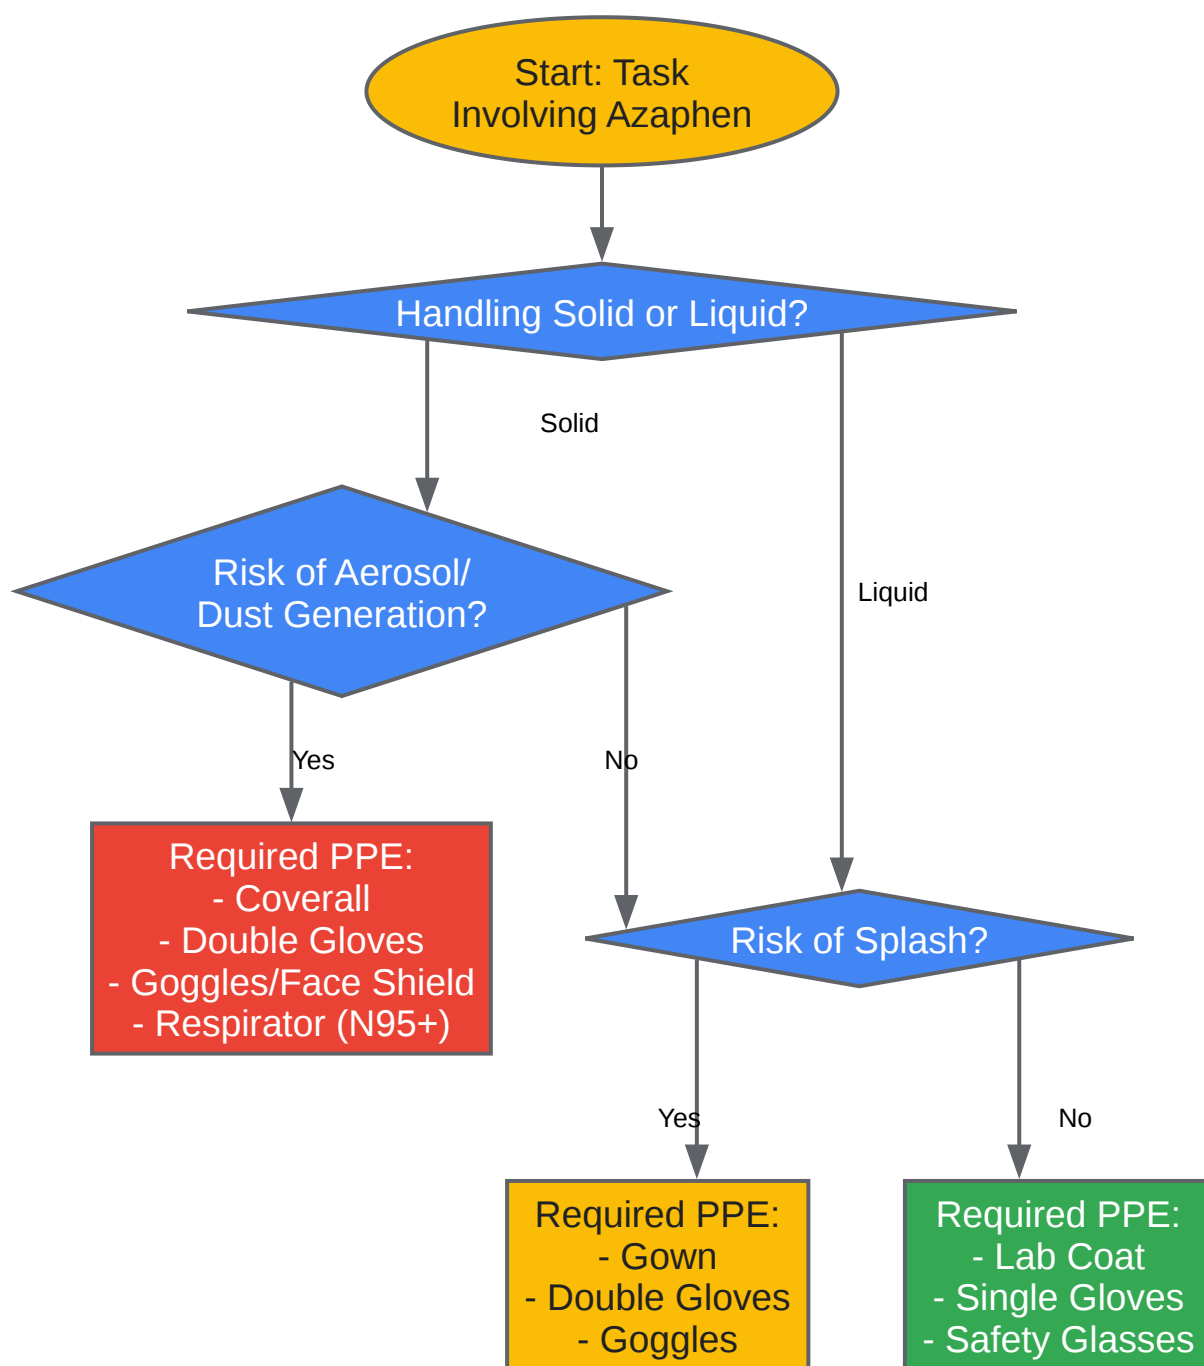 Start: Task
Involving Azaphen
Handling Solid or Liquid?
Solid
Risk of Aerosol/
Dust Generation?
Liquid
Yes
No
Required PPE:
- Coverall
- Double Gloves
- Goggles/Face Shield
- Respirator (N95+)
Risk of Splash?
Yes
No
Required PPE:
- Gown
- Double Gloves
- Goggles
Required PPE:
- Lab Coat
- Single Gloves
- Safety Glasses